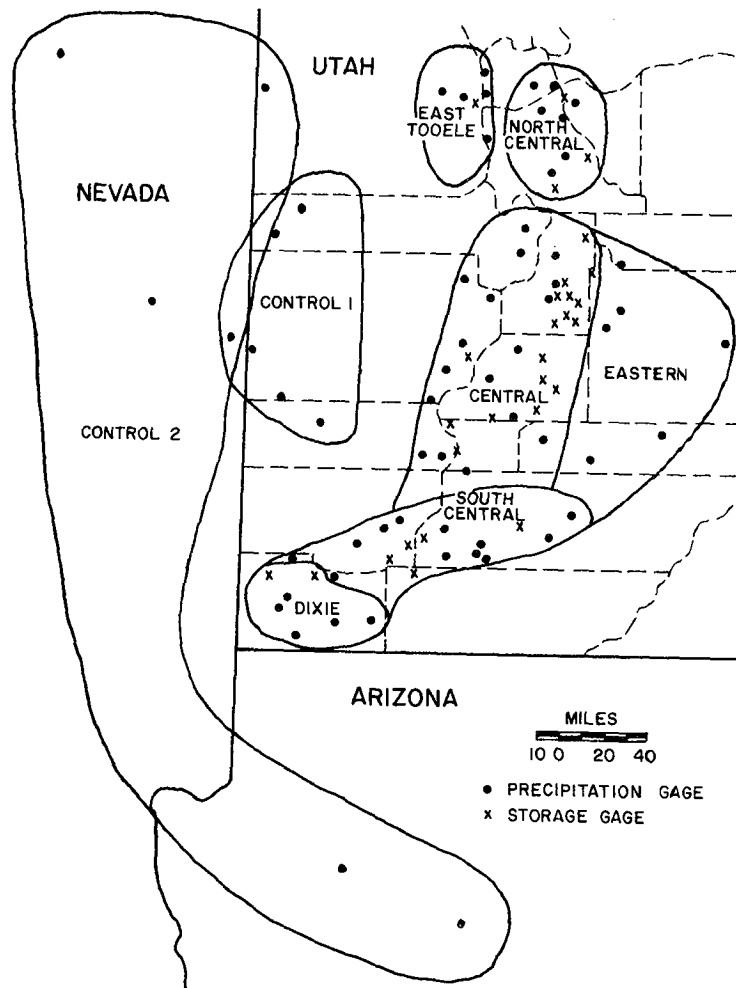 UTAH
EAST
TOOELE
NORTH
CENTRAL
NEVADA
CONTROL 1
CONTROL 2
CENTRAL
EASTERN
SOUTH
CENTRAL
DIXIE
ARIZONA
MILES
10 0 20 40
● PRECIPITATION GAGE
x STORAGE GAGE